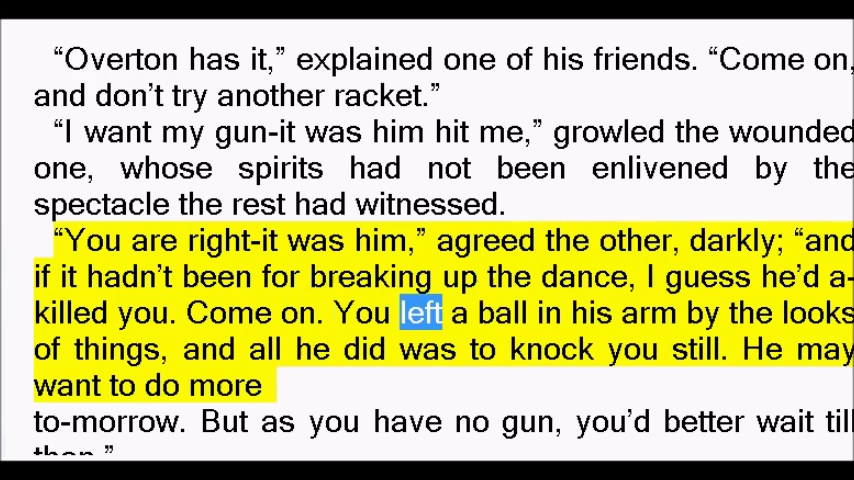 “Overton has it,” explained one of his friends. “Come on,
and don’t try another racket.”
“I want my gun-it was him hit me,” growled the wounded
one, whose spirits had not been enlivened by the
spectacle the rest had witnessed.
“You are right-it was him,” agreed the other, darkly; “and
if it hadn’t been for breaking up the dance, I guess he’d a-
killed you. Come on. You left a ball in his arm by the looks
of things, and all he did was to knock you still. He may
want to do more
to-morrow. But as you have no gun, you’d better wait till
then.”